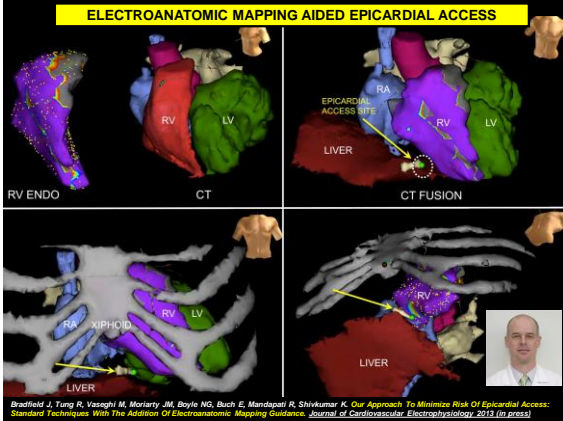 ELECTROANATOMIC MAPPING AIDED EPICARDIAL ACCESS
RV ENDO
RV
LV
CT
RA
RV
LV
EPICARDIAL
ACCESS SITE
LIVER
CT FUSION
RA
XIPHOID
RV
LV
LIVER
RV
LIVER
Bradfield J, Tung R, Vaseghi M, Moriarty JM, Boyle NG, Buch E, Mandapati R, Shivkumar K. Our Approach To Minimize Risk Of Epicardial Access:
Standard Techniques With The Addition Of Electroanatomic Mapping Guidance. Journal of Cardiovascular Electrophysiology 2013 (in press)